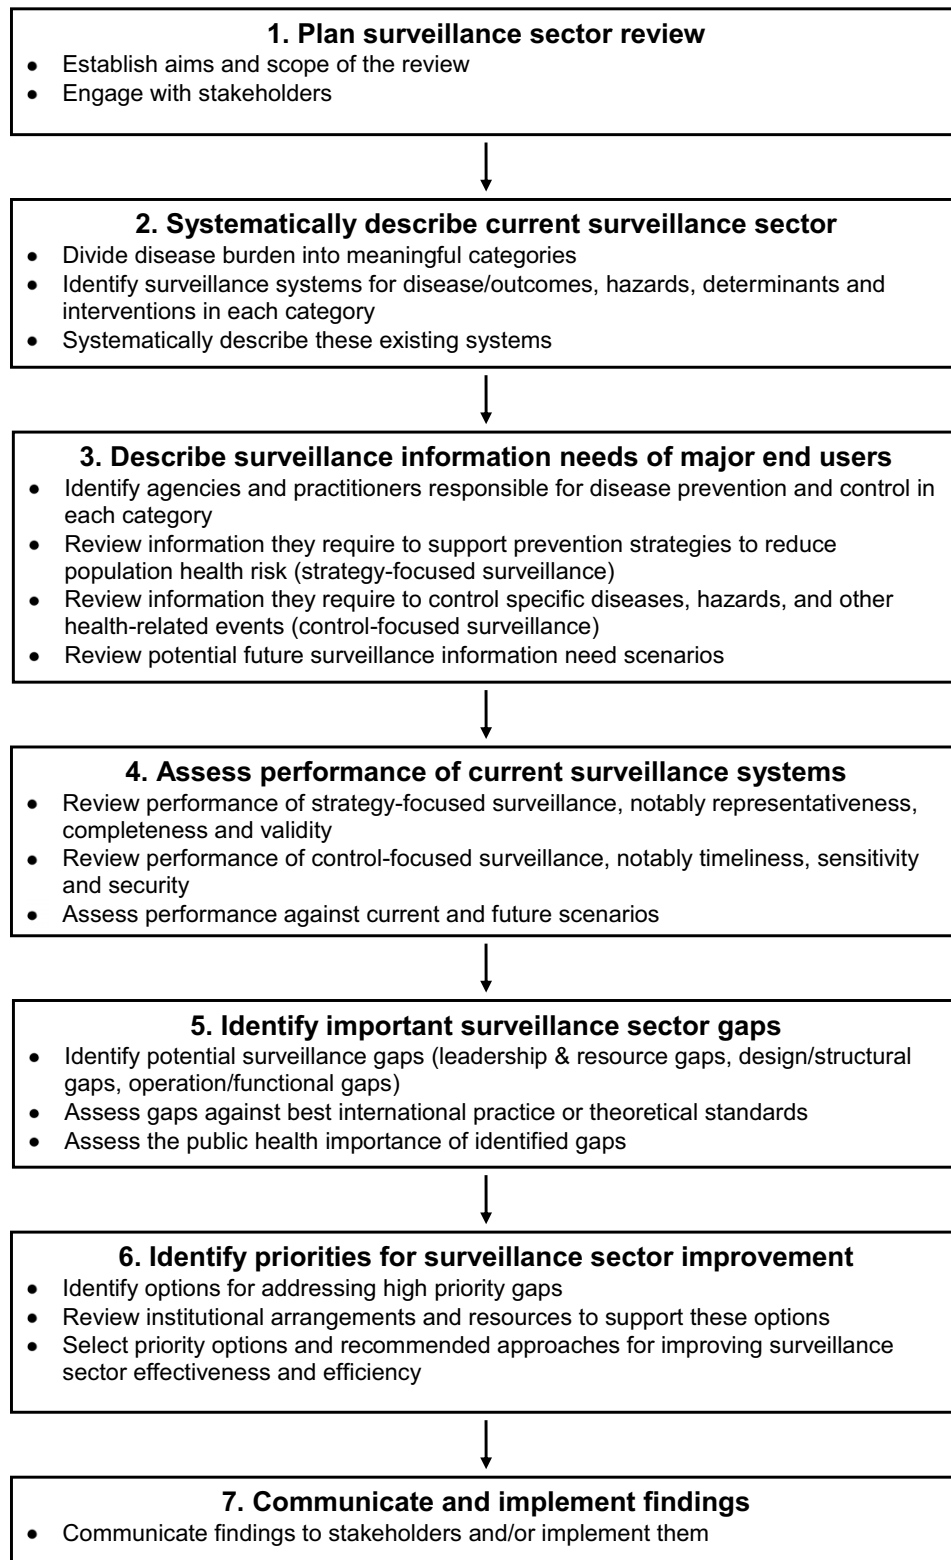 1. Plan surveillance sector review
• Establish aims and scope of the review
• Engage with stakeholders
2. Systematically describe current surveillance sector
• Divide disease burden into meaningful categories
• Identify surveillance systems for disease/outcomes, hazards, determinants and
interventions in each category
• Systematically describe these existing systems
3. Describe surveillance information needs of major end users
• Identify agencies and practitioners responsible for disease prevention and control in
each category
• Review information they require to support prevention strategies to reduce
population health risk (strategy-focused surveillance)
• Review information they require to control specific diseases, hazards, and other
health-related events (control-focused surveillance)
• Review potential future surveillance information need scenarios
4. Assess performance of current surveillance systems
• Review performance of strategy-focused surveillance, notably representativeness,
completeness and validity
• Review performance of control-focused surveillance, notably timeliness, sensitivity
and security
• Assess performance against current and future scenarios
5. Identify important surveillance sector gaps
• Identify potential surveillance gaps (leadership & resource gaps, design/structural
gaps, operation/functional gaps)
• Assess gaps against best international practice or theoretical standards
• Assess the public health importance of identified gaps
6. Identify priorities for surveillance sector improvement
• Identify options for addressing high priority gaps
• Review institutional arrangements and resources to support these options
• Select priority options and recommended approaches for improving surveillance
sector effectiveness and efficiency
7. Communicate and implement findings
• Communicate findings to stakeholders and/or implement them